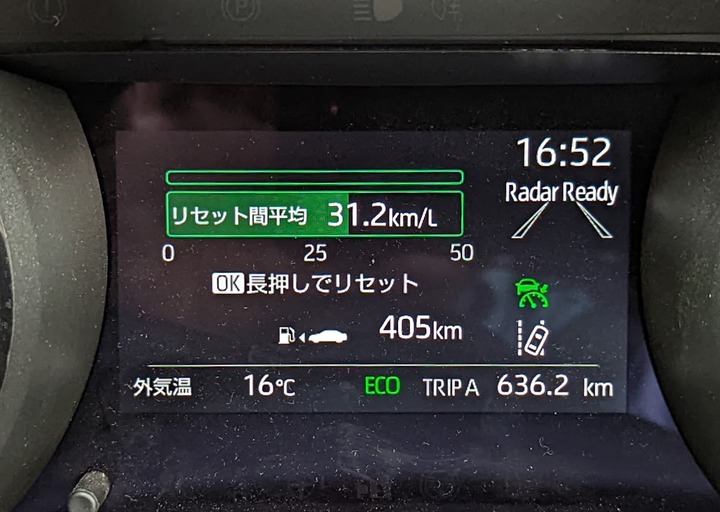 16:52
Radar Ready
リセット間平均 31.2km/L
0 25 50
OK長押しでリセット
405km
外気温 16℃ ECO TRIP A 636.2 km